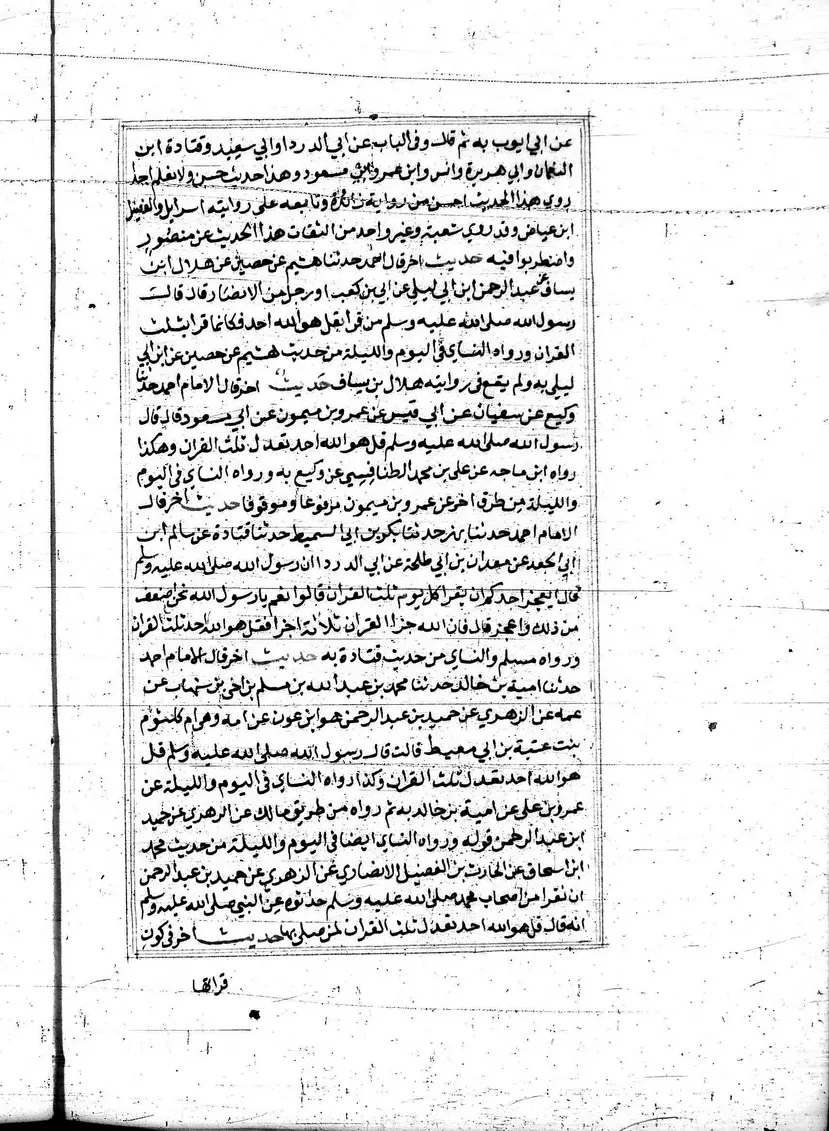 عن ابي ايوب به ثم قال وفي الباب عن ابي الدردا وابي سعيد وقتادة ابن
النعمان وابي هريرة وانس وابن عمر وابي مسعود وهذا حديث حسن ولا نعلم احدا
روي هذا الحديث احسن من رواية زائدة وتابعه على روايته اسرايل والفضيل
ابن عياض وقد روي شعبة وغير واحد من الثقات هذا الحديث عن منصور
واضطربوا فيه حديث اخر قال احمد حدثنا هشيم عن حصين عن هلال ابن
يساف عن عبد الرحمن ابن ابي ليلي عن ابي بن كعب او رجل من الانصار قال قال
رسول الله صلى الله عليه وسلم من قرا بقل هو الله احد فكانما قرا بثلث
القران ورواه النساي في اليوم والليلة من حديث هشيم عن حصين عن ابن ابي
ليلى به ولم يقع في روايته هلال بن يساف حديث اخر قال الامام احمد حدثنا
وكيع عن سفيان عن ابي قيس عن عمرو بن ميمون عن ابي مسعود قال قال
رسول الله صلى الله عليه وسلم قل هو الله احد تعدل ثلث القران وهكذا
رواه ابن ماجه عن على بن محمد الطنافيسي عن وكيع به ورواه النساي في اليوم
والليلة من طرق اخر عن عمرو بن ميمون مرفوعا وموقوفا حديث اخر قال
الامام احمد حدثنا بهز حدثنا بكر بن ابي السميط حدثنا قتادة عن سالم ابن
ابي الجعد عن معدان بن ابي طلحة عن ابي الدردا ان رسول الله صلى الله عليه وسلم
قال ايعجز احدكم ان يقرا كل يوم ثلث القران قالوا نعم يا رسول الله نحن اضعف
من ذلك واعجز قال فان الله جزا القران ثلاثة اجزا فقل هو الله احد ثلث القران
ورواه مسلم والنساي من حديث قتادة به حديث اخر قال الامام احمد
حدثنا امية بن خالد حدثنا محمد بن عبد الله بن مسلم بن اخي بن شهاب عن
عمه عن الزهري عن حميد بن عبد الرحمن هو ابن عون عن امه وهي ام كلثوم
بنت عتبة بن ابي معيط قالت قال رسول الله صلى الله عليه وسلم قل
هو الله احد تعدل ثلث القران وكذا رواه النساي في اليوم والليلة عن
عمرو بن على عن امية بن خالد به ثم رواه من طريق مالك عن الزهري عن حميد
ابن عبد الرحمن قوله ورواه النساي ايضا في اليوم والليلة من حديث محمد
ابن اسحاق عن الحارث بن الفضيل الانصاري عن الزهري عن حميد بن عبد الرحمن
ان نفرا من اصحاب محمد صلى الله عليه وسلم حدثوه عن النبي صلى الله عليه وسلم
انه قال قل هو الله احد تعدل ثلث القران لمن صلى بها حديث اخر في كون
قراتها